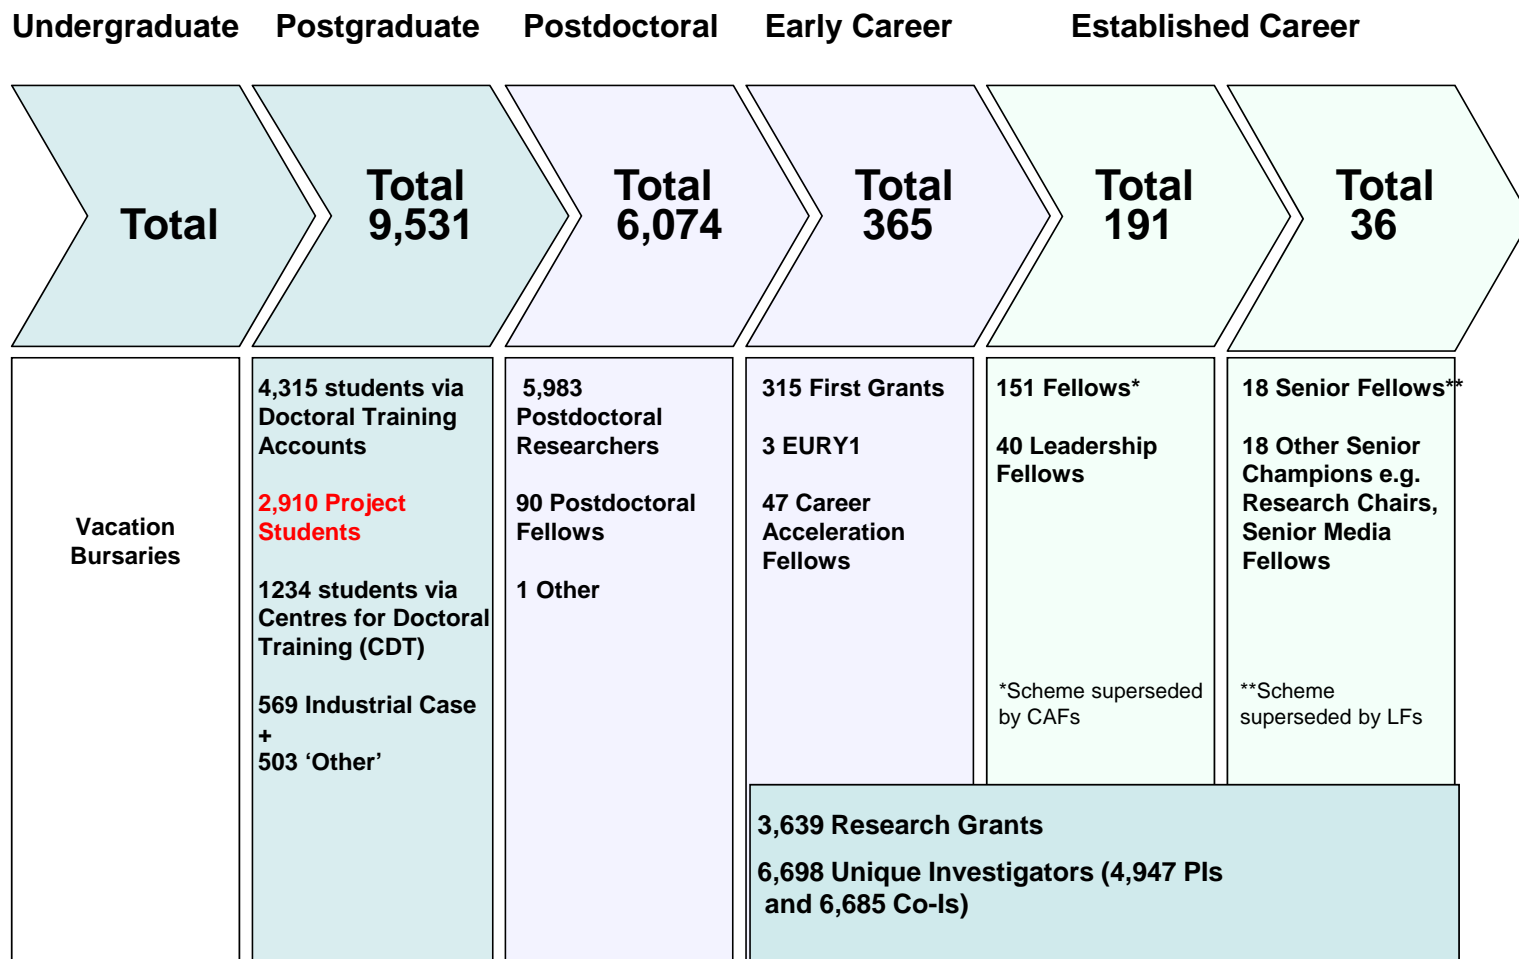 Undergraduate
Postgraduate
Postdoctoral
Early Career
Established Career
Total
Total
9,531
Total
6,074
Total
365
Total
191
Total
36
Vacation
Bursaries
4,315 students via
Doctoral Training
Accounts
2,910 Project
Students
1234 students via
Centres for Doctoral
Training (CDT)
569 Industrial Case
+
503 ‘Other’
5,983
Postdoctoral
Researchers
90 Postdoctoral
Fellows
1 Other
315 First Grants
3 EURY1
47 Career
Acceleration
Fellows
151 Fellows*
40 Leadership
Fellows
*Scheme superseded
by CAFs
18 Senior Fellows**
18 Other Senior
Champions e.g.
Research Chairs,
Senior Media
Fellows
**Scheme
superseded by LFs
3,639 Research Grants
6,698 Unique Investigators (4,947 PIs
and 6,685 Co-Is)